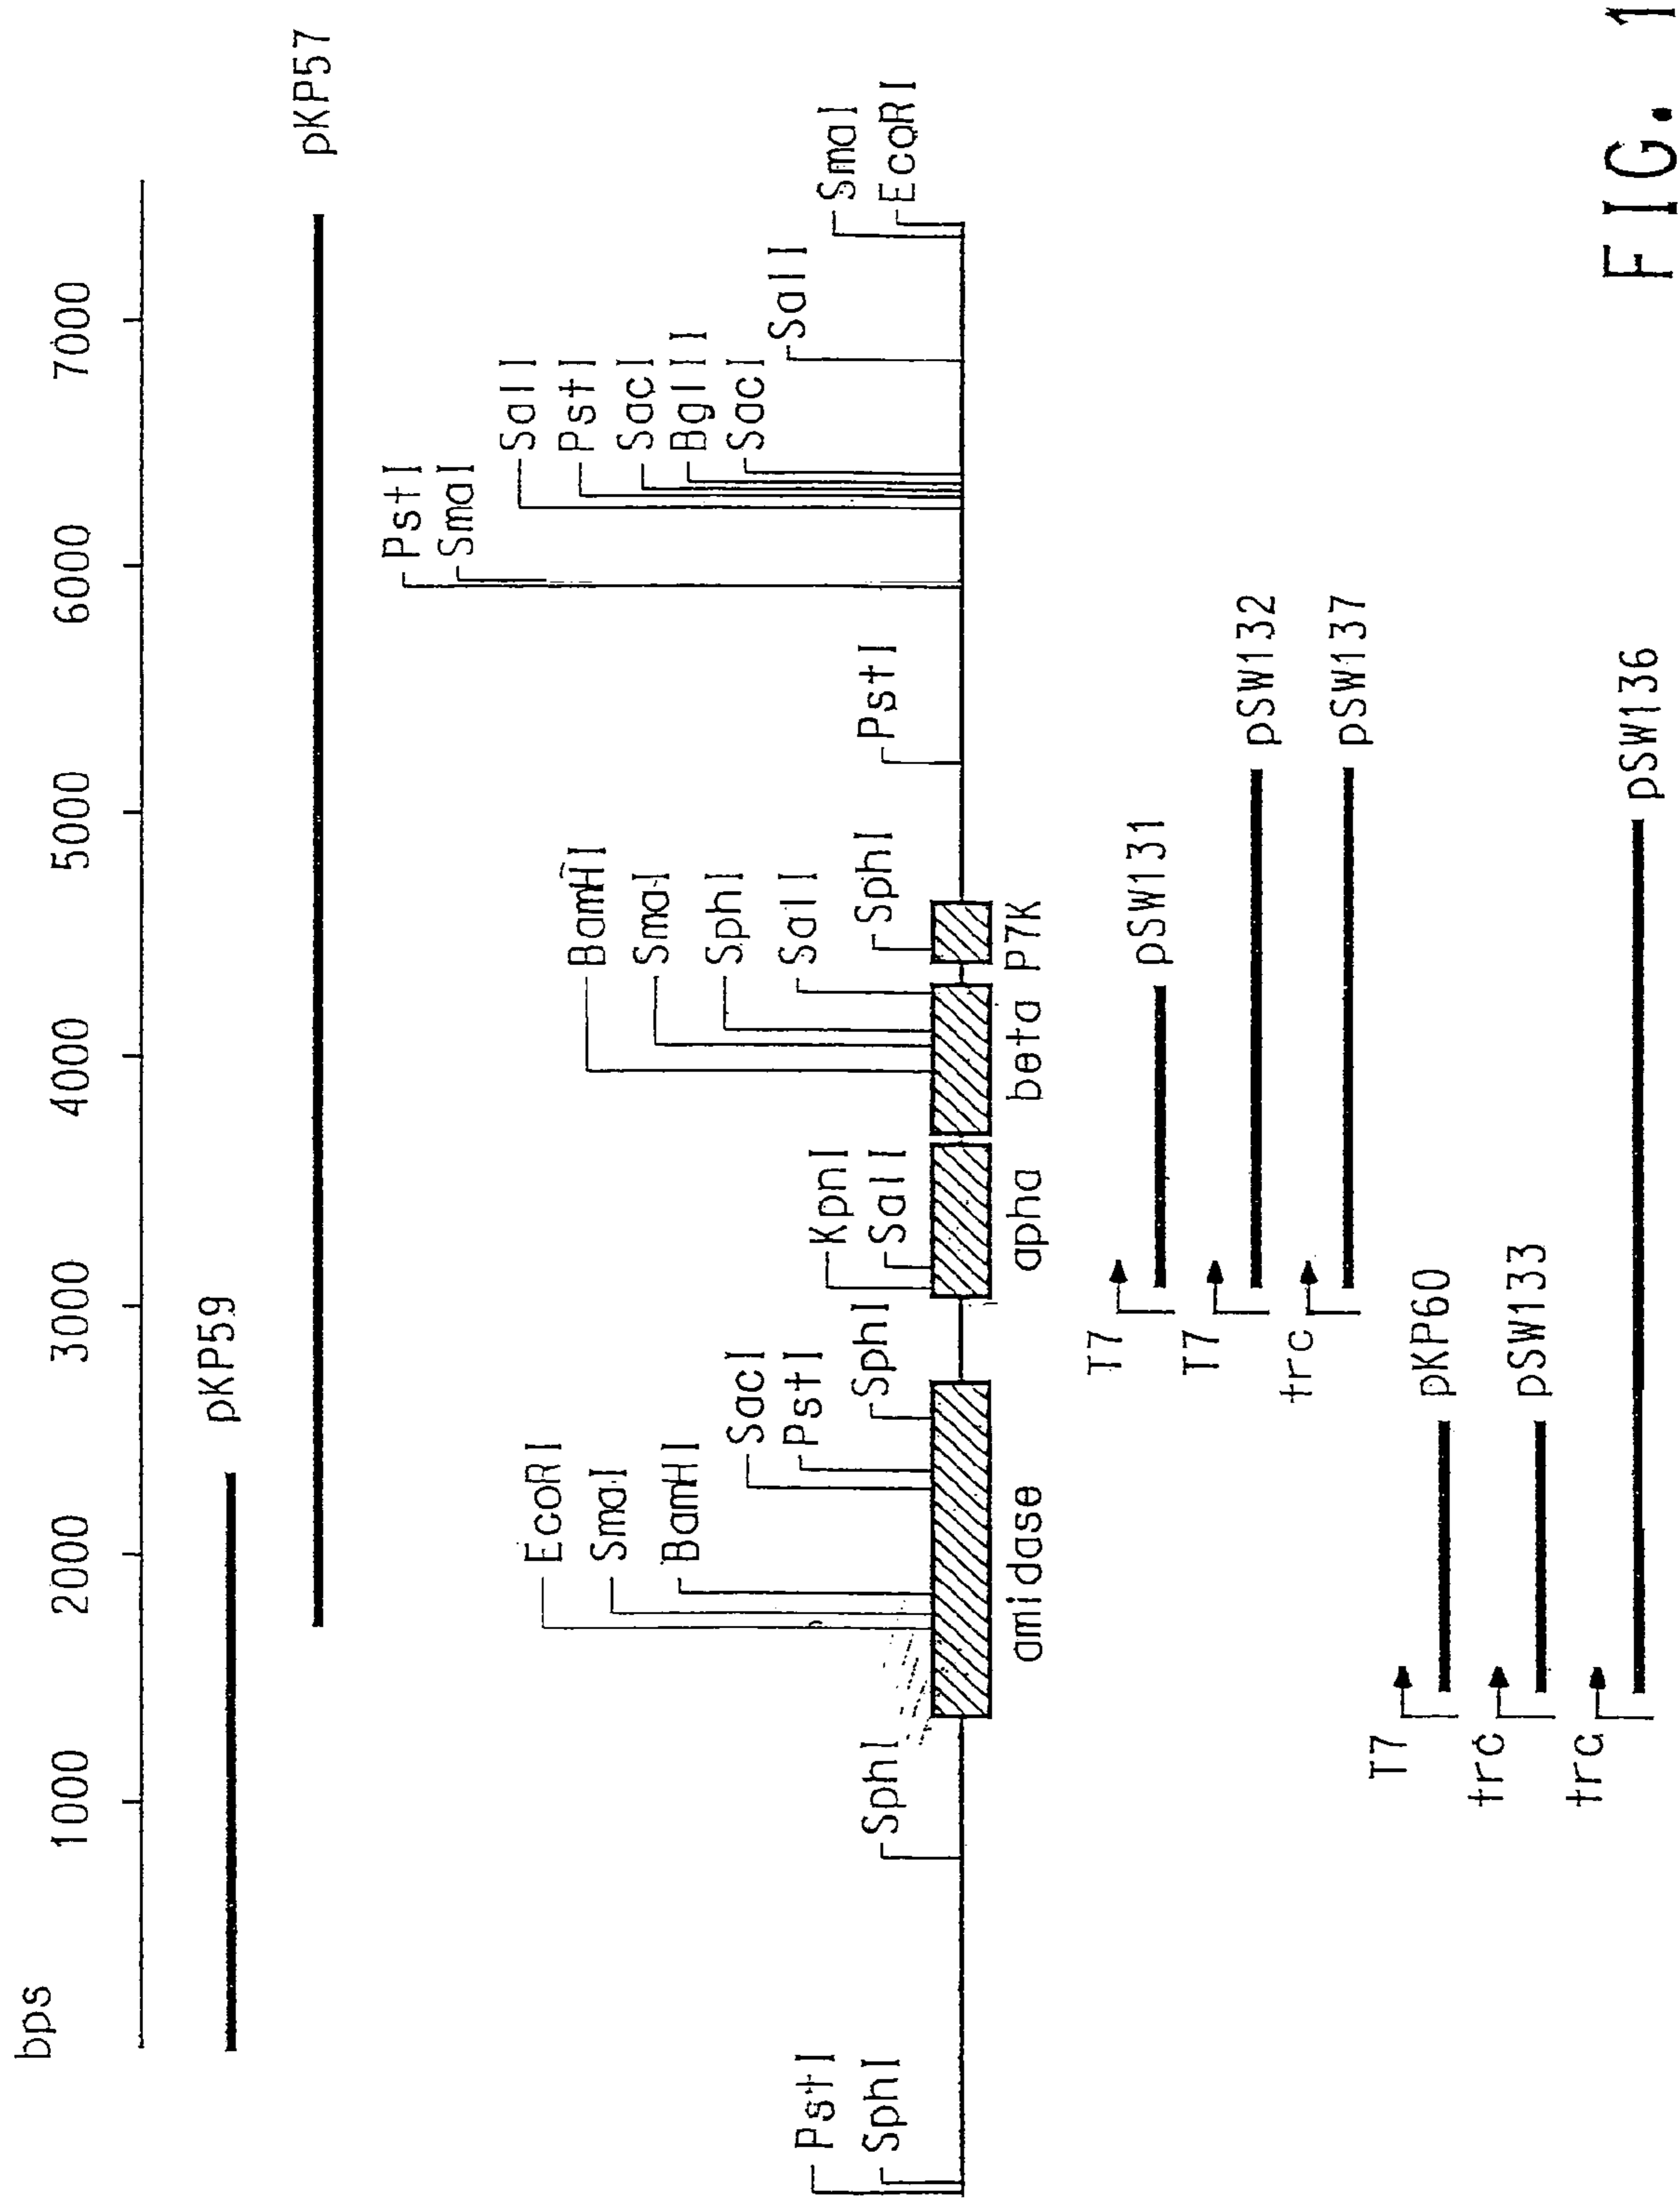 bps 1000 2000 3000 4000 5000 6000 7000
pKP59
pKP57
PstI
SmaI
SalI
PstI
SacI
BglII
SacI
EcoRI
SmaI
BamHI
BamHI
SmaI
SphI
SalI
SalI
SacI
PstI
SphI
KpnI
SalI
SphI
PstI
SmaI
EcoRI
PstI
SphI
SphI
amidase
apha
beta
P7K
T7 pSW131
T7 pSW132
trc pSW137
T7 pKP60
trc pSW133
trc pSW136
FIG. 1